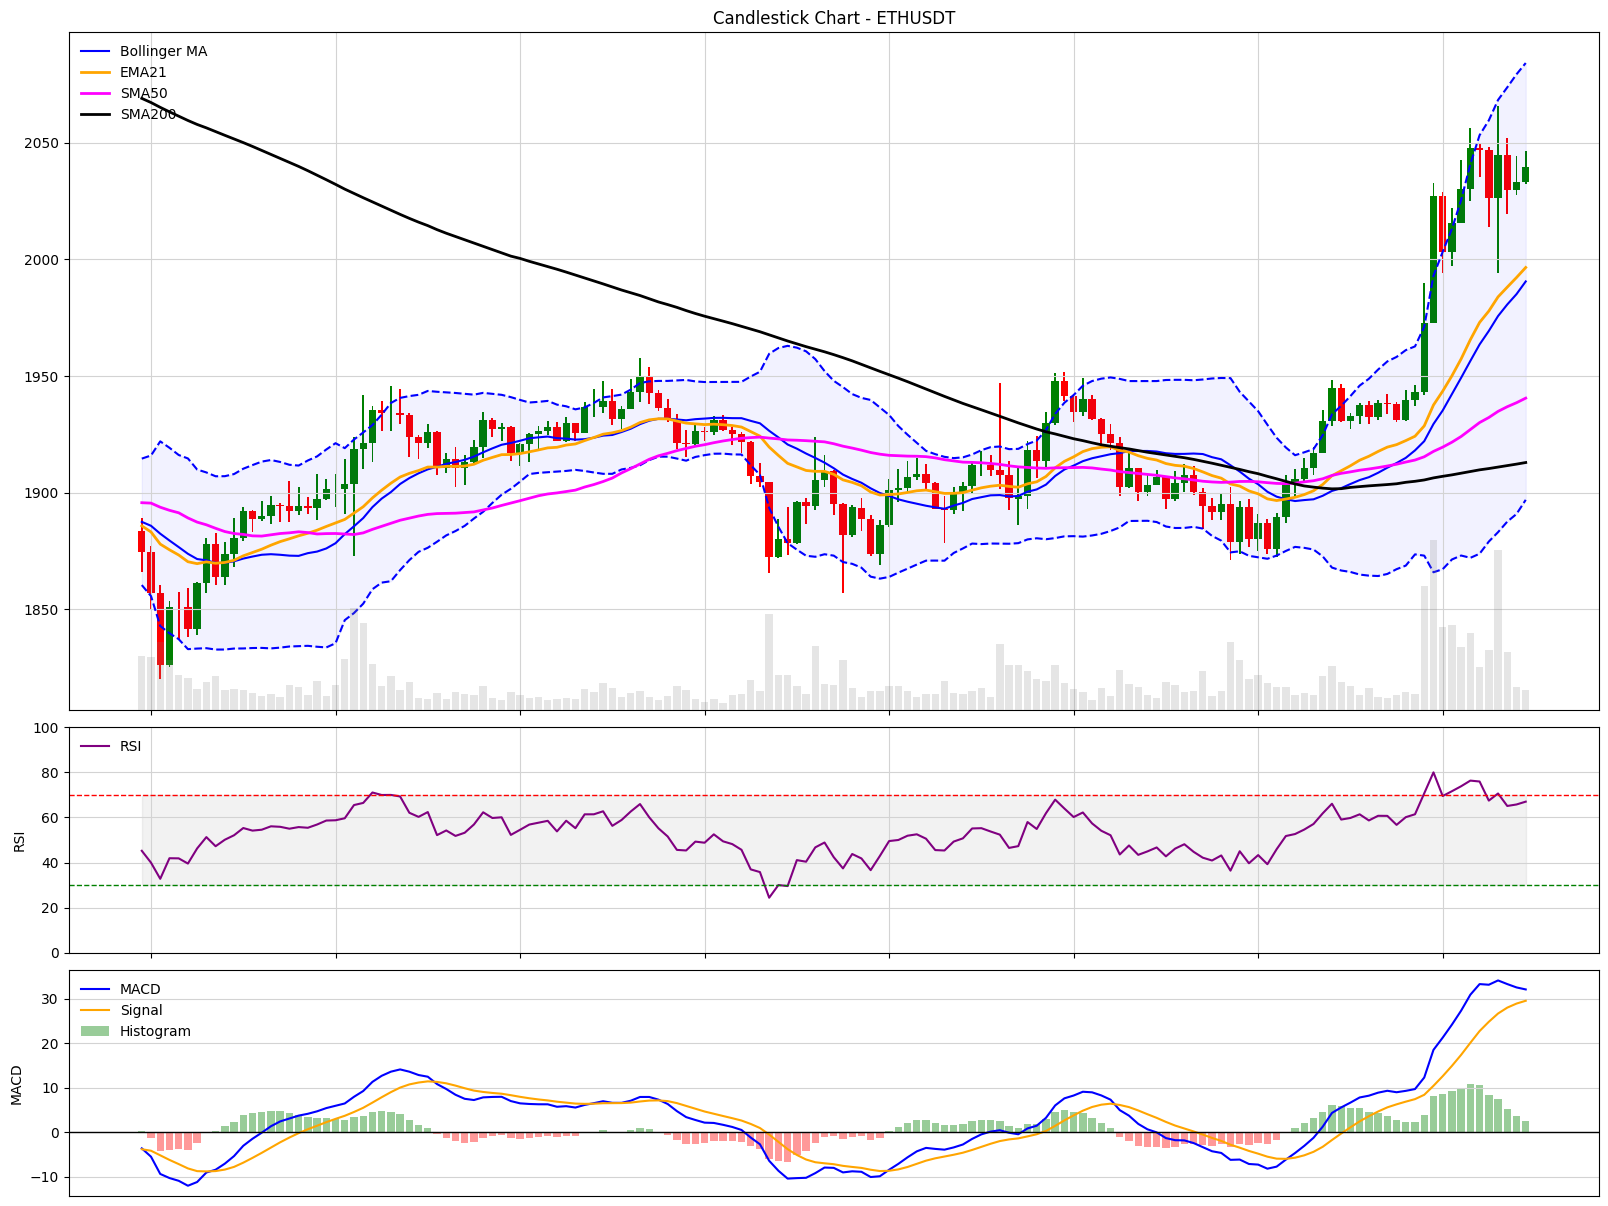 Candlestick Chart - ETHUSDT
Bollinger MA
EMA21
SMA50
SMA200
2050
2000
1950
1900
1850
RSI
100
80
60
40
20
0
RSI
MACD
Signal
Histogram
30
20
10
0
−10
MACD